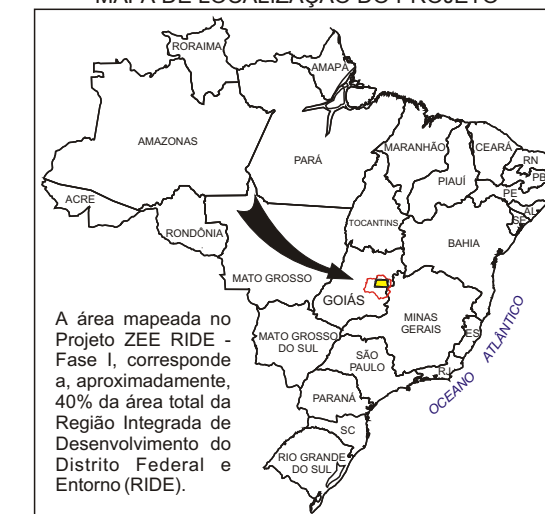 MAPA DE LOCALIZAÇÃO DO PROJETO
RORAIMA
AMAPÁ
AMAZONAS
PARÁ
MARANHÃO
CEARÁ
RN
PB
PIAUÍ
PE
AL
SE
ACRE
RONDÔNIA
TOCANTINS
BAHIA
MATO GROSSO
GOIÁS
MINAS
GERAIS
ES
MATO GROSSO
DO SUL
SÃO
PAULO
RJ
PARANÁ
SC
RIO GRANDE
DO SUL
OCEANO ATLÂNTICO
A área mapeada no
Projeto ZEE RIDE -
Fase I, corresponde
a, aproximadamente,
40% da área total da
Região Integrada de
Desenvolvimento do
Distrito Federal e
Entorno (RIDE).